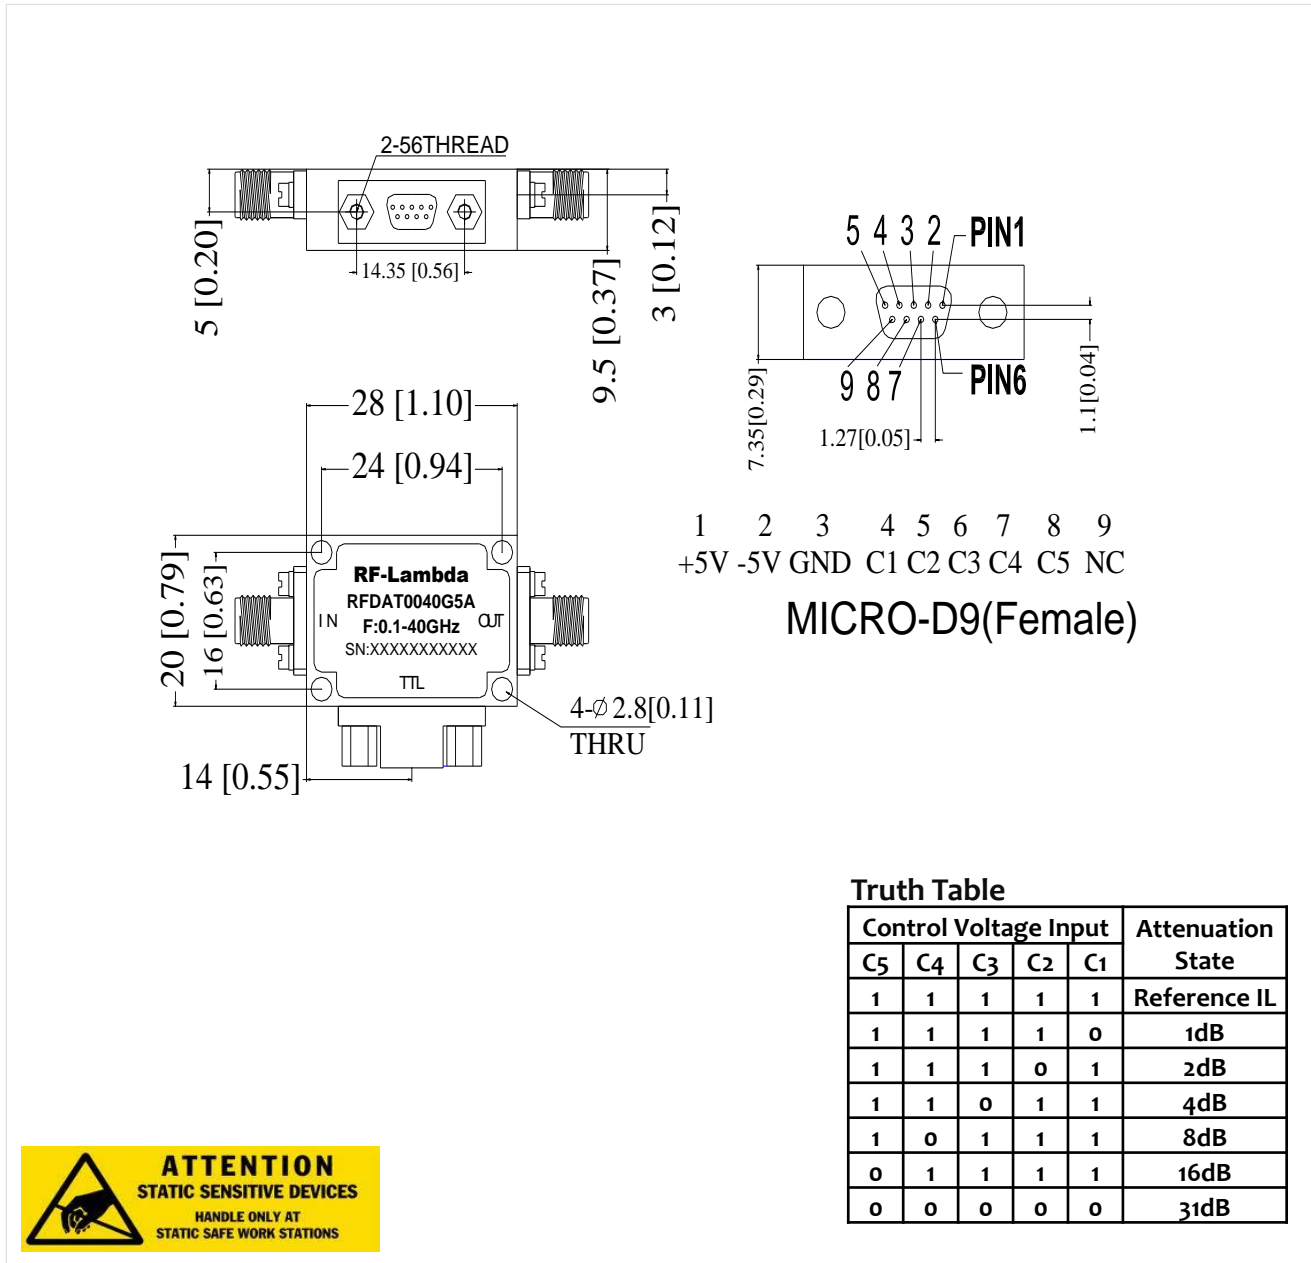 2-56THREAD
5 [0.20]
14.35 [0.56]
9.5 [0.37]
3 [0.12]
5 4 3 2 PIN1
9 8 7 PIN6
7.35[0.29]
1.27[0.05]
1.1[0.04]
28 [1.10]
24 [0.94]
20 [0.79]
16 [0.63]
RF-Lambda
RFDAT0040G5A
IN
F:0.1-40GHz
OUT
SN:XXXXXXXXXXX
TTL
4-∅2.8[0.11]
THRU
14 [0.55]
1 2 3 4 5 6 7 8 9
+5V -5V GND C1 C2 C3 C4 C5 NC
MICRO-D9(Female)
Truth Table
Control Voltage Input Attenuation State
C5 C4 C3 C2 C1
1 1 1 1 1 Reference IL
1 1 1 1 0 1dB
1 1 1 0 1 2dB
1 1 0 1 1 4dB
1 0 1 1 1 8dB
0 1 1 1 1 16dB
0 0 0 0 0 31dB
ATTENTION
STATIC SENSITIVE DEVICES
HANDLE ONLY AT
STATIC SAFE WORK STATIONS